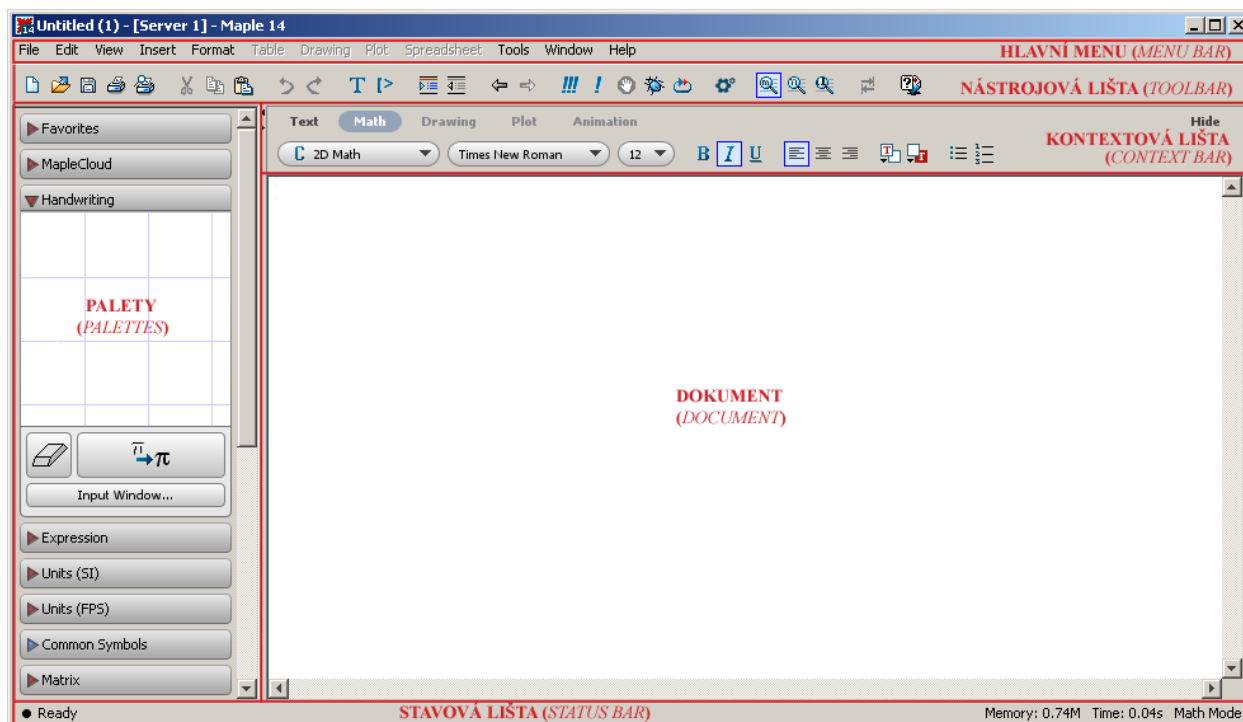 Untitled (1) - [Server 1] - Maple 14
File Edit View Insert Format Table Drawing Plot Spreadsheet Tools Window Help
HLAVNÍ MENU (MENU BAR)
NÁSTROJOVÁ LIŠTA (TOOLBAR)
Favorites
MapleCloud
Handwriting
PALETY
(PALETTES)
Input Window...
Expression
Units (SI)
Units (FPS)
Common Symbols
Matrix
Text Math Drawing Plot Animation Hide
C 2D Math Times New Roman 12 B I U
KONTEXTOVÁ LIŠTA
(CONTEXT BAR)
DOKUMENT
(DOCUMENT)
Ready
STAVOVÁ LIŠTA (STATUS BAR)
Memory: 0.74M Time: 0.04s Math Mode